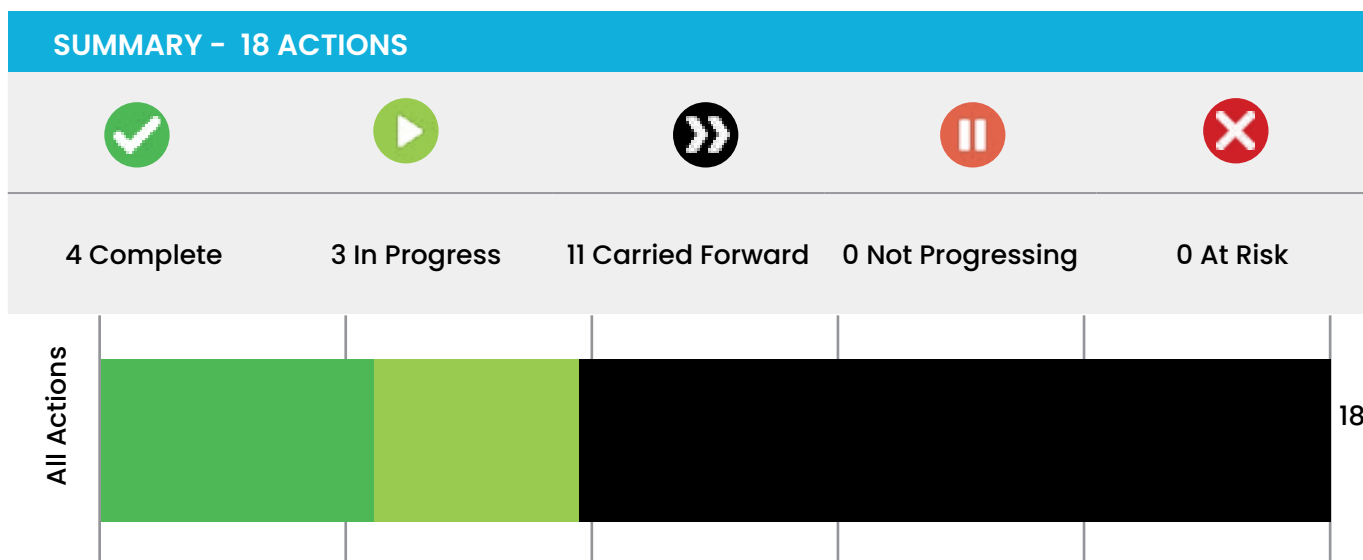 SUMMARY - 18 ACTIONS
4 Complete
3 In Progress
11 Carried Forward
0 Not Progressing
0 At Risk
All Actions
18